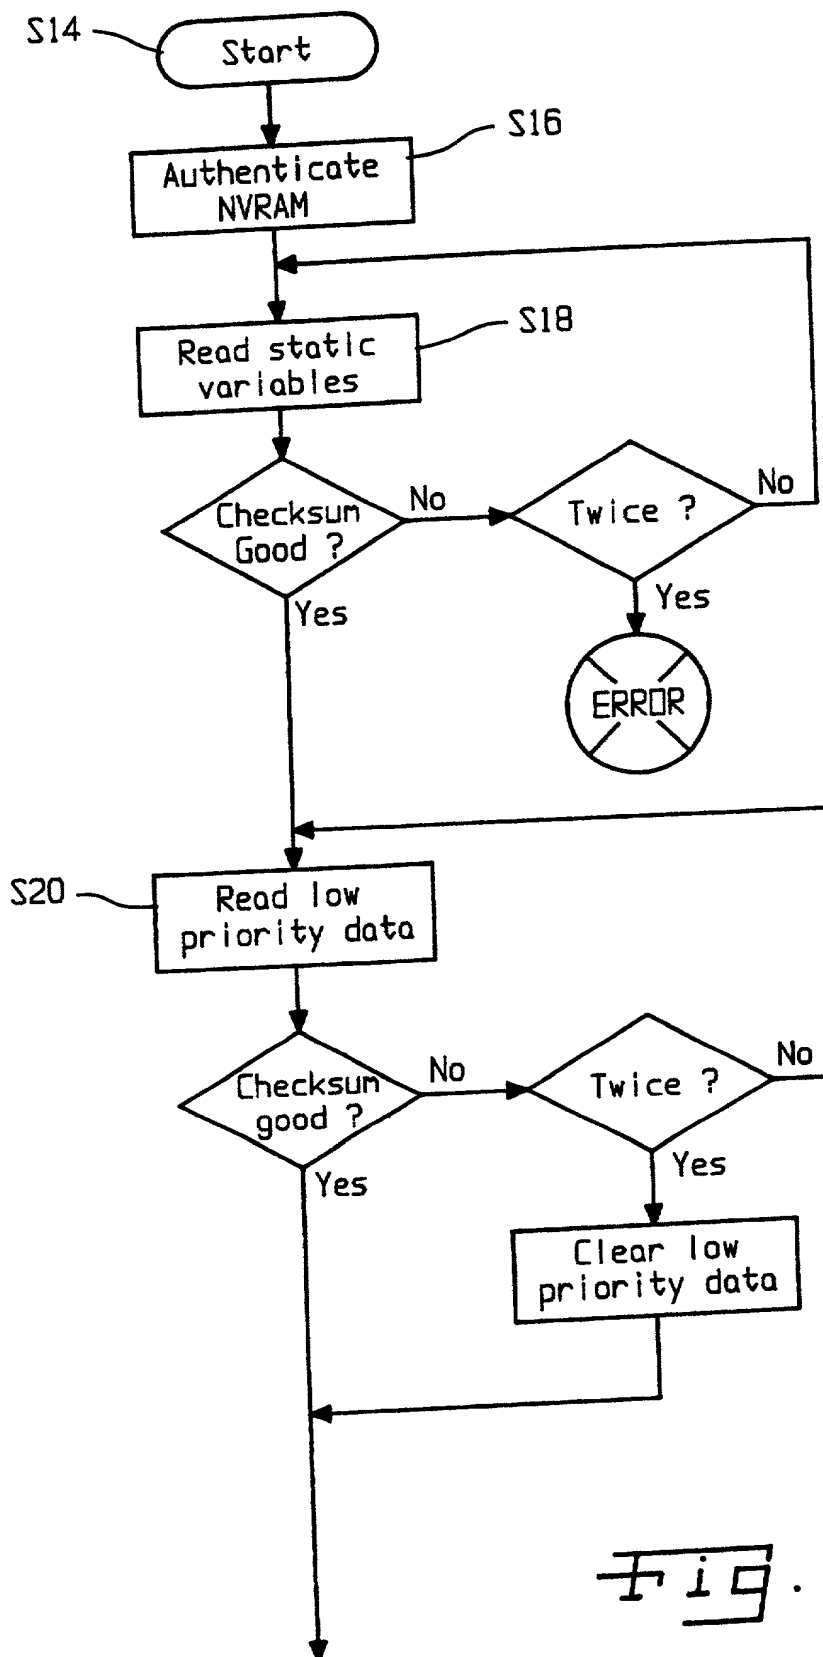 S14
Start
S16
Authenticate
NVRAM
S18
Read static
variables
Checksum
Good ?
No
Twice ?
No
Yes
Yes
ERROR
S20
Read low
priority data
Checksum
good ?
No
Twice ?
No
Yes
Yes
Clear low
priority data
Fig.